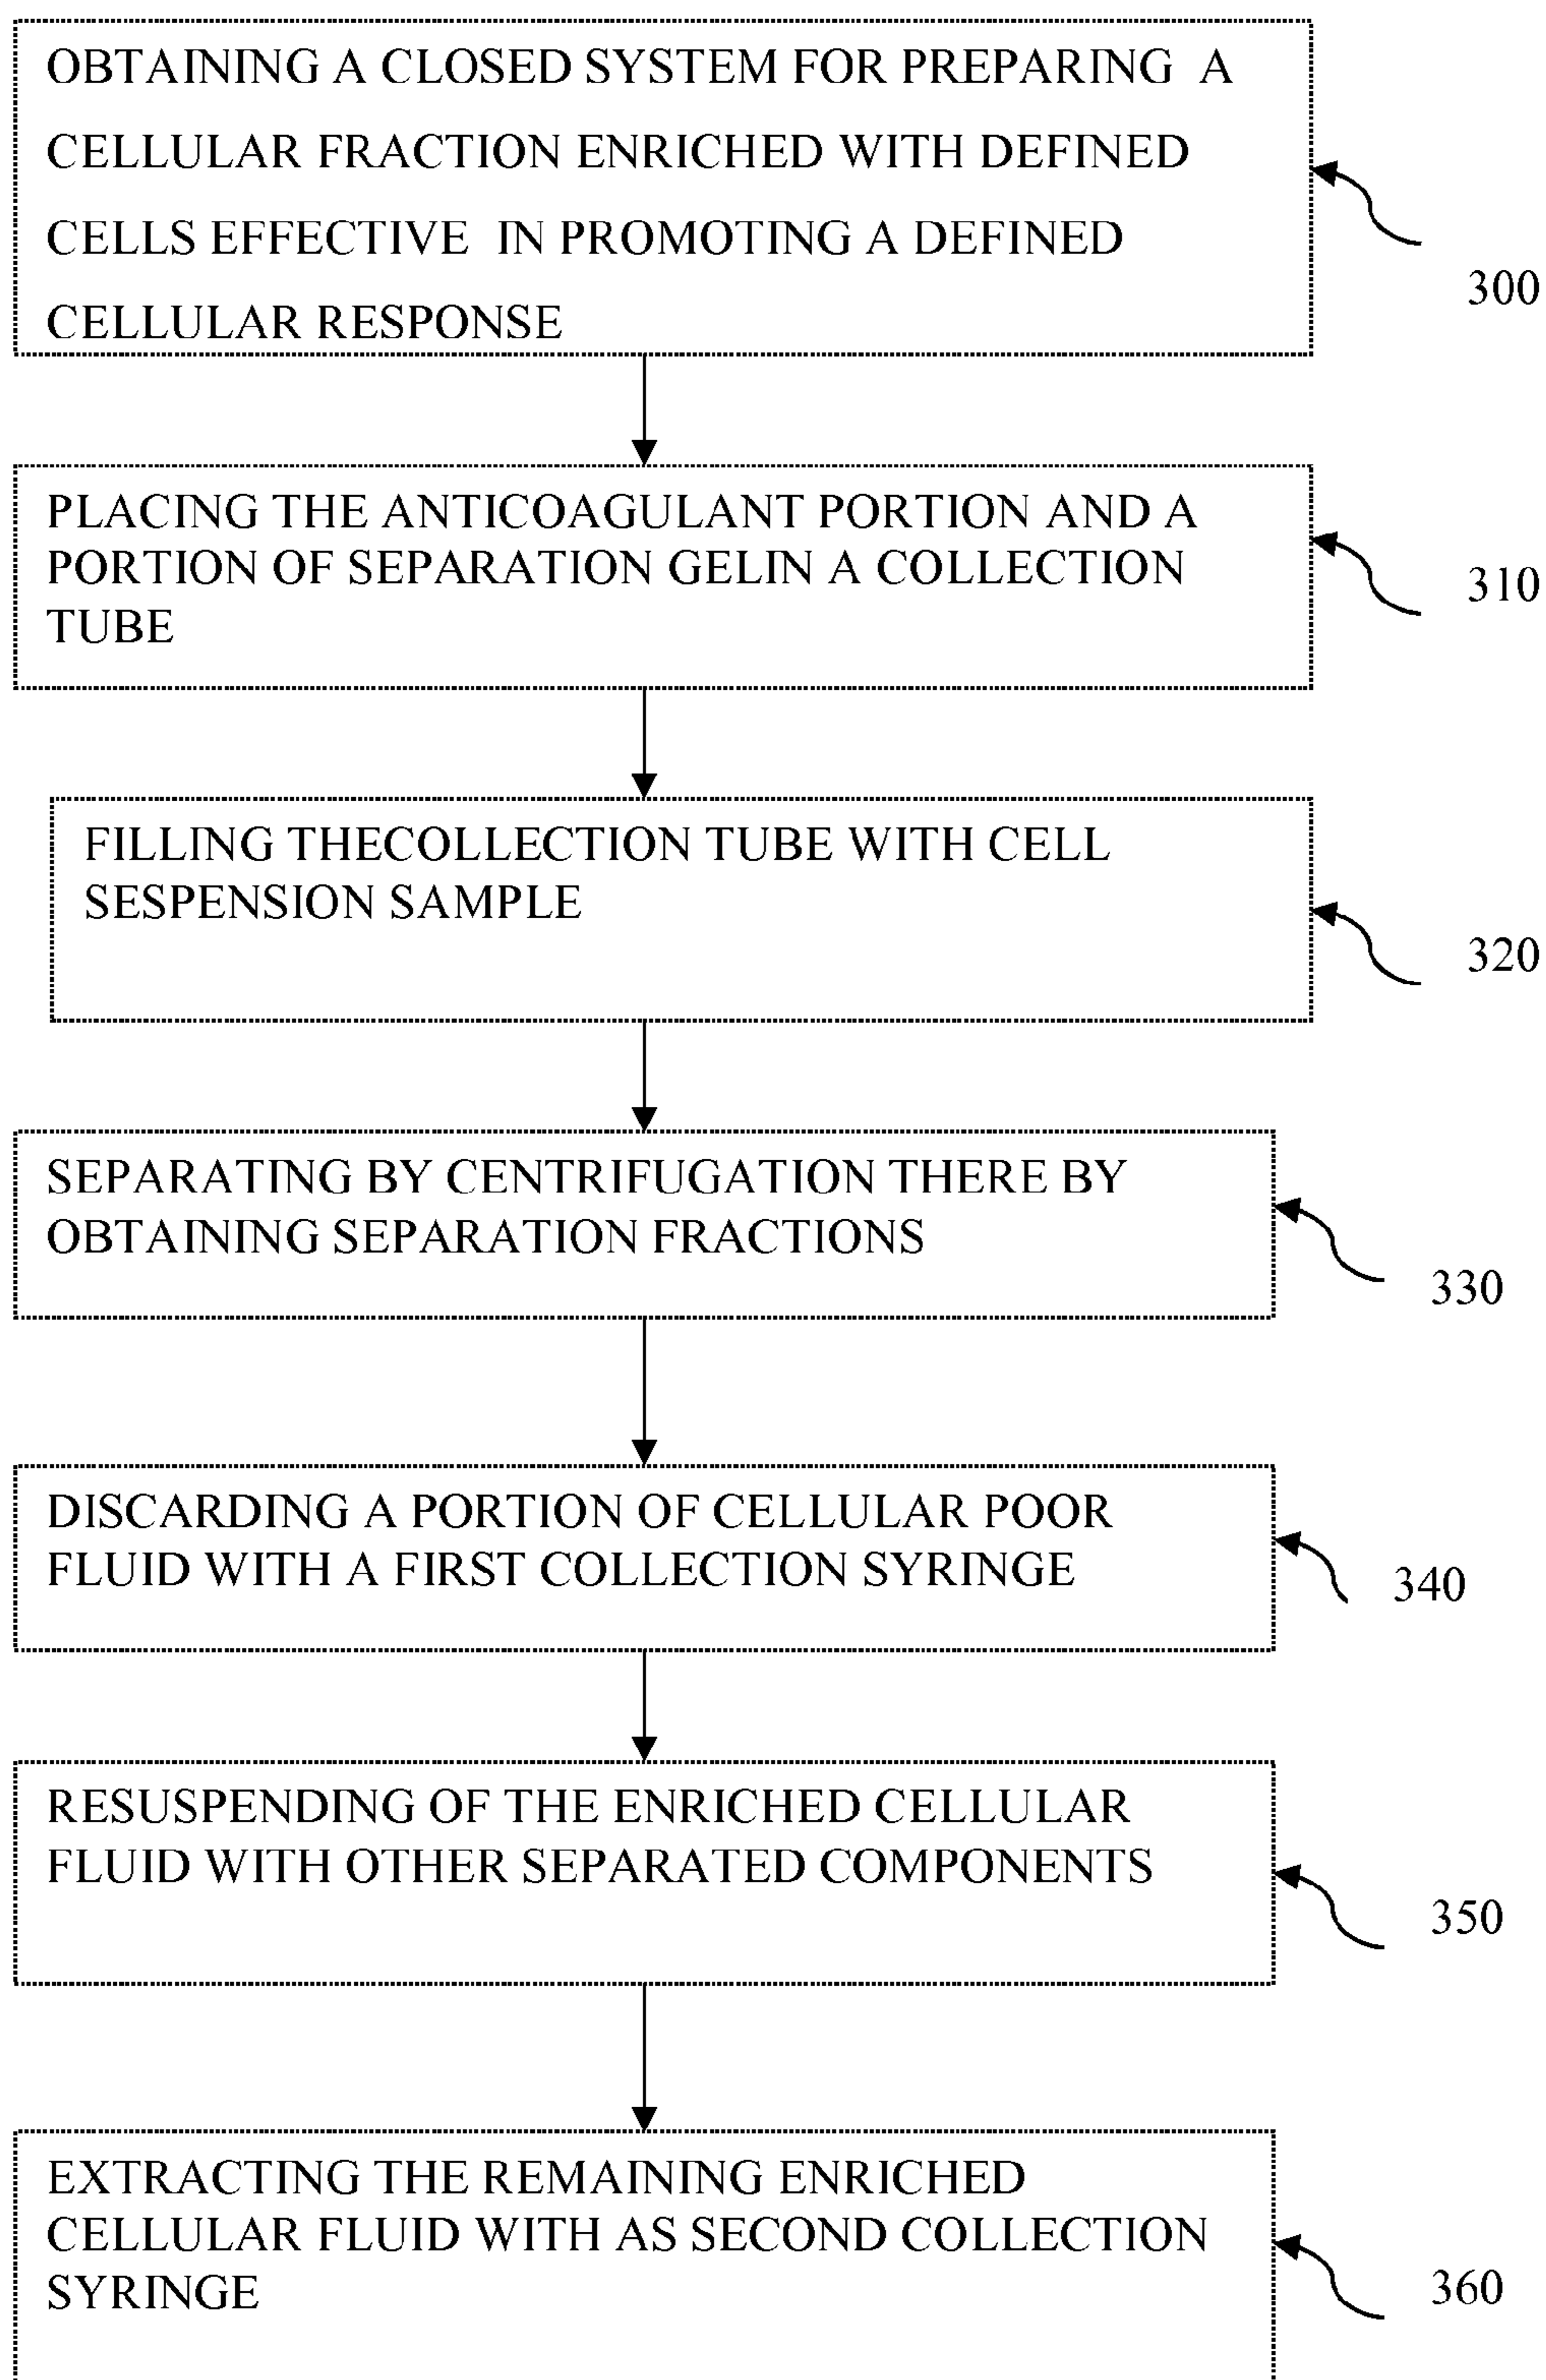 OBTAINING A CLOSED SYSTEM FOR PREPARING A
CELLULAR FRACTION ENRICHED WITH DEFINED
CELLS EFFECTIVE IN PROMOTING A DEFINED
CELLULAR RESPONSE
300
PLACING THE ANTICOAGULANT PORTION AND A
PORTION OF SEPARATION GELIN A COLLECTION
TUBE
310
FILLING THECOLLECTION TUBE WITH CELL
SESPENSION SAMPLE
320
SEPARATING BY CENTRIFUGATION THERE BY
OBTAINING SEPARATION FRACTIONS
330
DISCARDING A PORTION OF CELLULAR POOR
FLUID WITH A FIRST COLLECTION SYRINGE
340
RESUSPENDING OF THE ENRICHED CELLULAR
FLUID WITH OTHER SEPARATED COMPONENTS
350
EXTRACTING THE REMAINING ENRICHED
CELLULAR FLUID WITH AS SECOND COLLECTION
SYRINGE
360